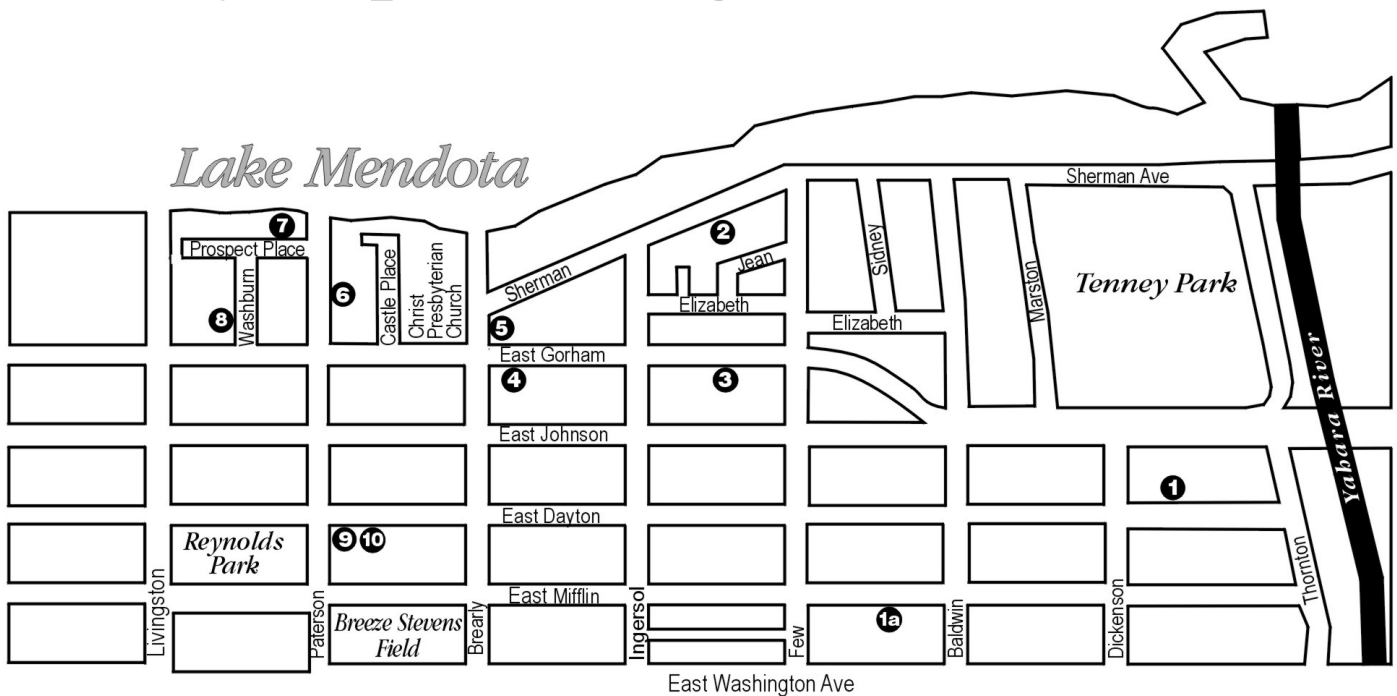 Lake Mendota
Sherman Ave
7
Prospect Place
2
Jean
Sidney
Washburn
6
Castle Place
Christ
Presbyterian
Church
Sherman
Elizabeth
Marston
Tenney Park
8
5
Elizabeth
East Gorham
4
3
East Johnson
Yahara River
1
East Dayton
Reynolds
Park
9
10
East Mifflin
Livingston
Paterson
Breeze Stevens
Field
Brearly
Ingersol
Few
1a
Baldwin
Dickenson
Thornton
East Washington Ave